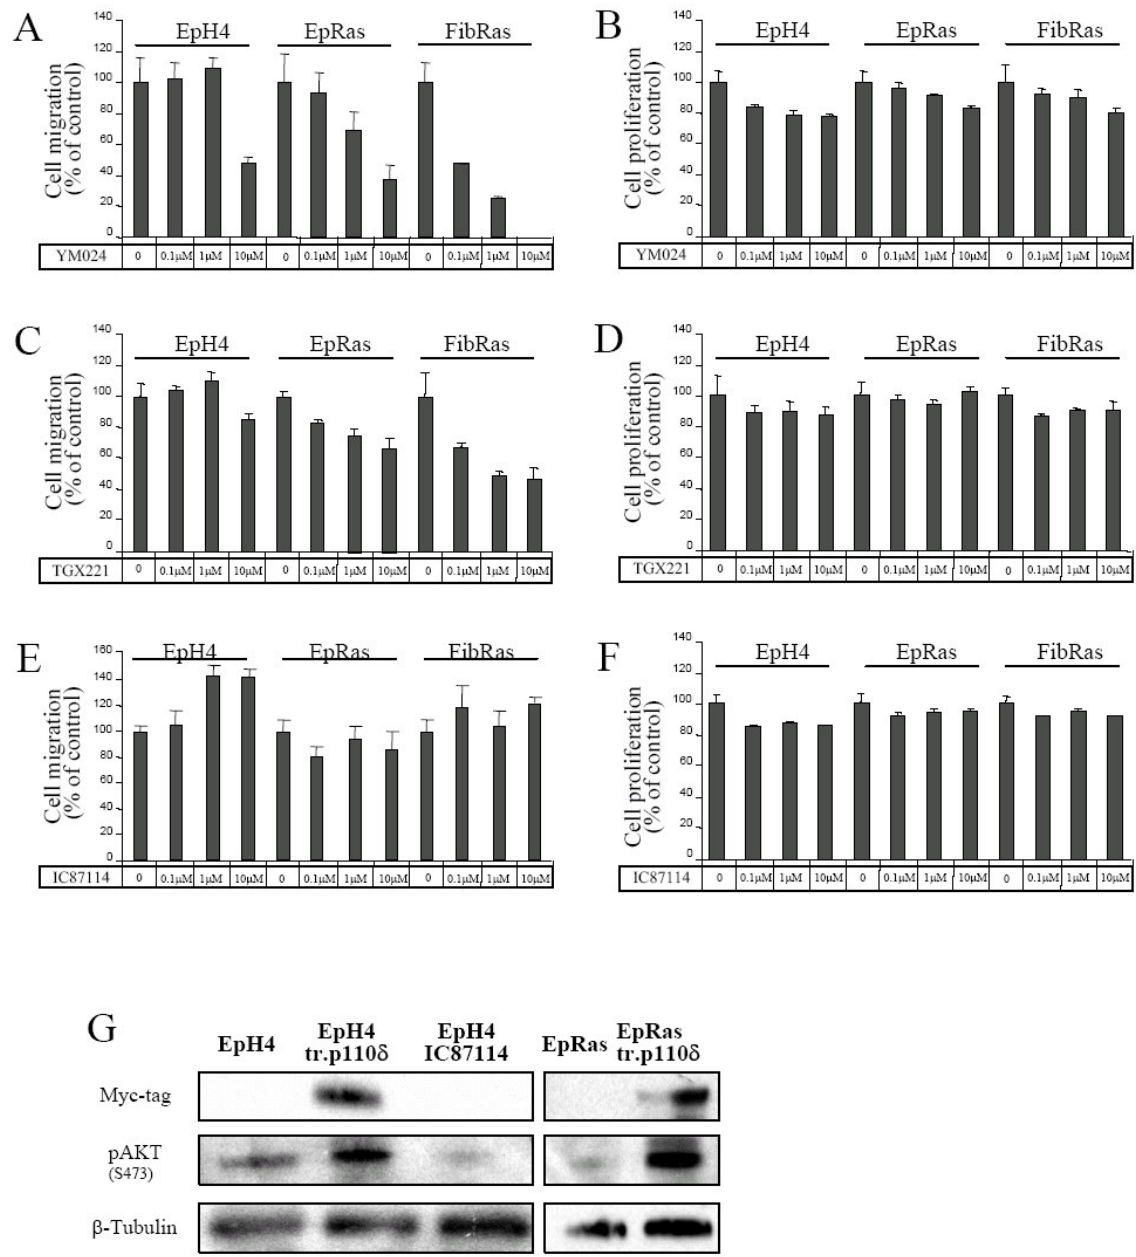 A
EpH4 EpRas FibRas
Cell migration
(% of control)
140
120
100
80
60
40
20
0
YM024 0 0.1μM 1μM 10μM 0 0.1μM 1μM 10μM 0 0.1μM 1μM 10μM
B
EpH4 EpRas FibRas
Cell proliferation
(% of control)
140
120
100
80
60
40
20
0
YM024 0 0.1μM 1μM 10μM 0 0.1μM 1μM 10μM 0 0.1μM 1μM 10μM
C
EpH4 EpRas FibRas
Cell migration
(% of control)
140
120
100
80
60
40
20
0
TGX221 0 0.1μM 1μM 10μM 0 0.1μM 1μM 10μM 0 0.1μM 1μM 10μM
D
EpH4 EpRas FibRas
Cell proliferation
(% of control)
140
120
100
80
60
40
20
0
TGX221 0 0.1μM 1μM 10μM 0 0.1μM 1μM 10μM 0 0.1μM 1μM 10μM
E
EpH4 EpRas FibRas
Cell migration
(% of control)
160
140
120
100
80
60
40
20
0
IC87114 0 0.1μM 1μM 10μM 0 0.1μM 1μM 10μM 0 0.1μM 1μM 10μM
F
EpH4 EpRas FibRas
Cell proliferation
(% of control)
140
120
100
80
60
40
20
0
IC87114 0 0.1μM 1μM 10μM 0 0.1μM 1μM 10μM 0 0.1μM 1μM 10μM
G
EpH4
EpH4
tr.p110δ
EpH4
IC87114
EpRas
EpRas
tr.p110δ
Myc-tag
pAKT
(S473)
β-Tubulin